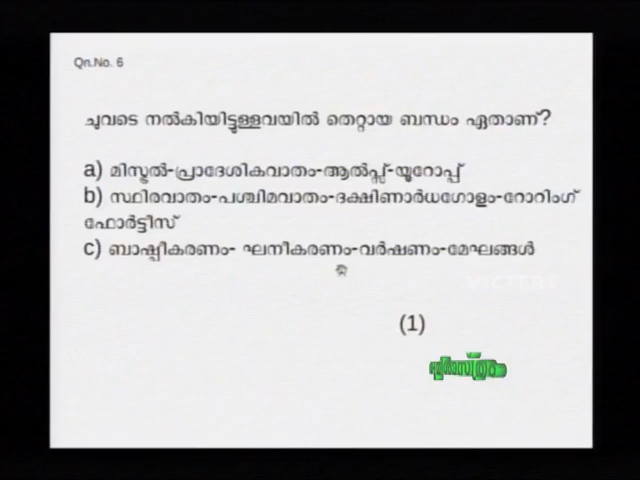 Qn.No. 6
ചുവടെ നൽകിയിട്ടുള്ളവയിൽ തെറ്റായ ബന്ധം ഏതാണ്?
a) മിസ്ട്രൽ-പ്രാദേശികവാതം-ആൽപ്സ്-യൂറോപ്പ്
b) സ്ഥിരവാതം-പശ്ചിമവാതം-ദക്ഷിണാർധഗോളം-റോറിംഗ്
ഫോർട്ടീസ്
c) ബാഷ്പീകരണം- ഘനീകരണം-വർഷണം-മേഘങ്ങൾ
VICTERS
(1)